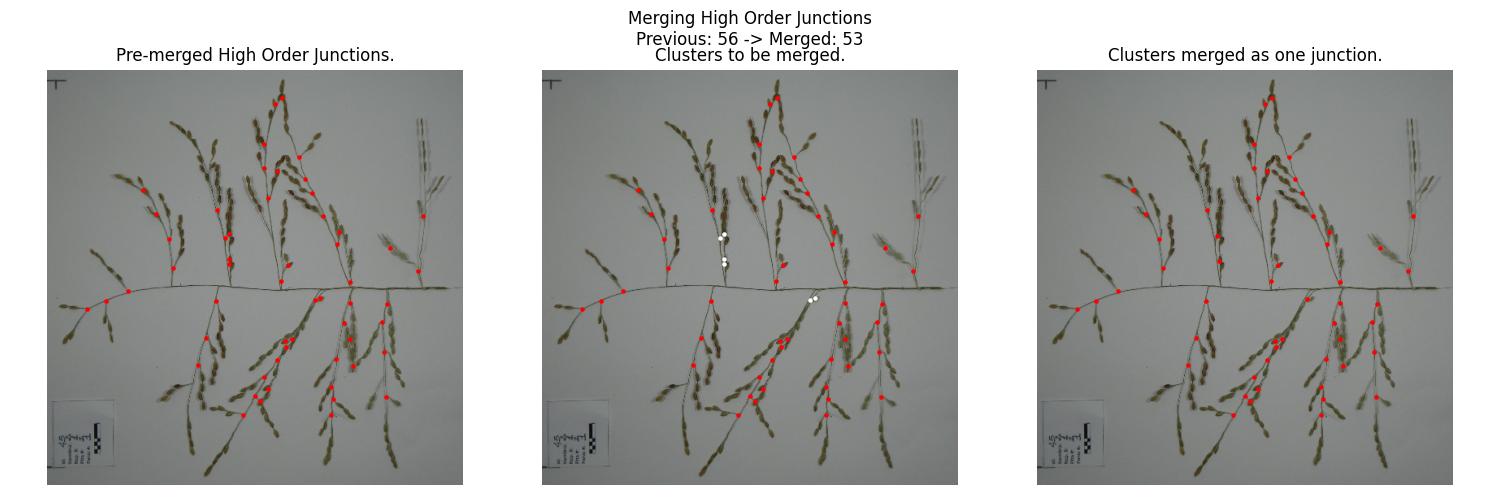 Merging High Order Junctions
Previous: 56 -> Merged: 53
Pre-merged High Order Junctions.
Clusters to be merged.
Clusters merged as one junction.